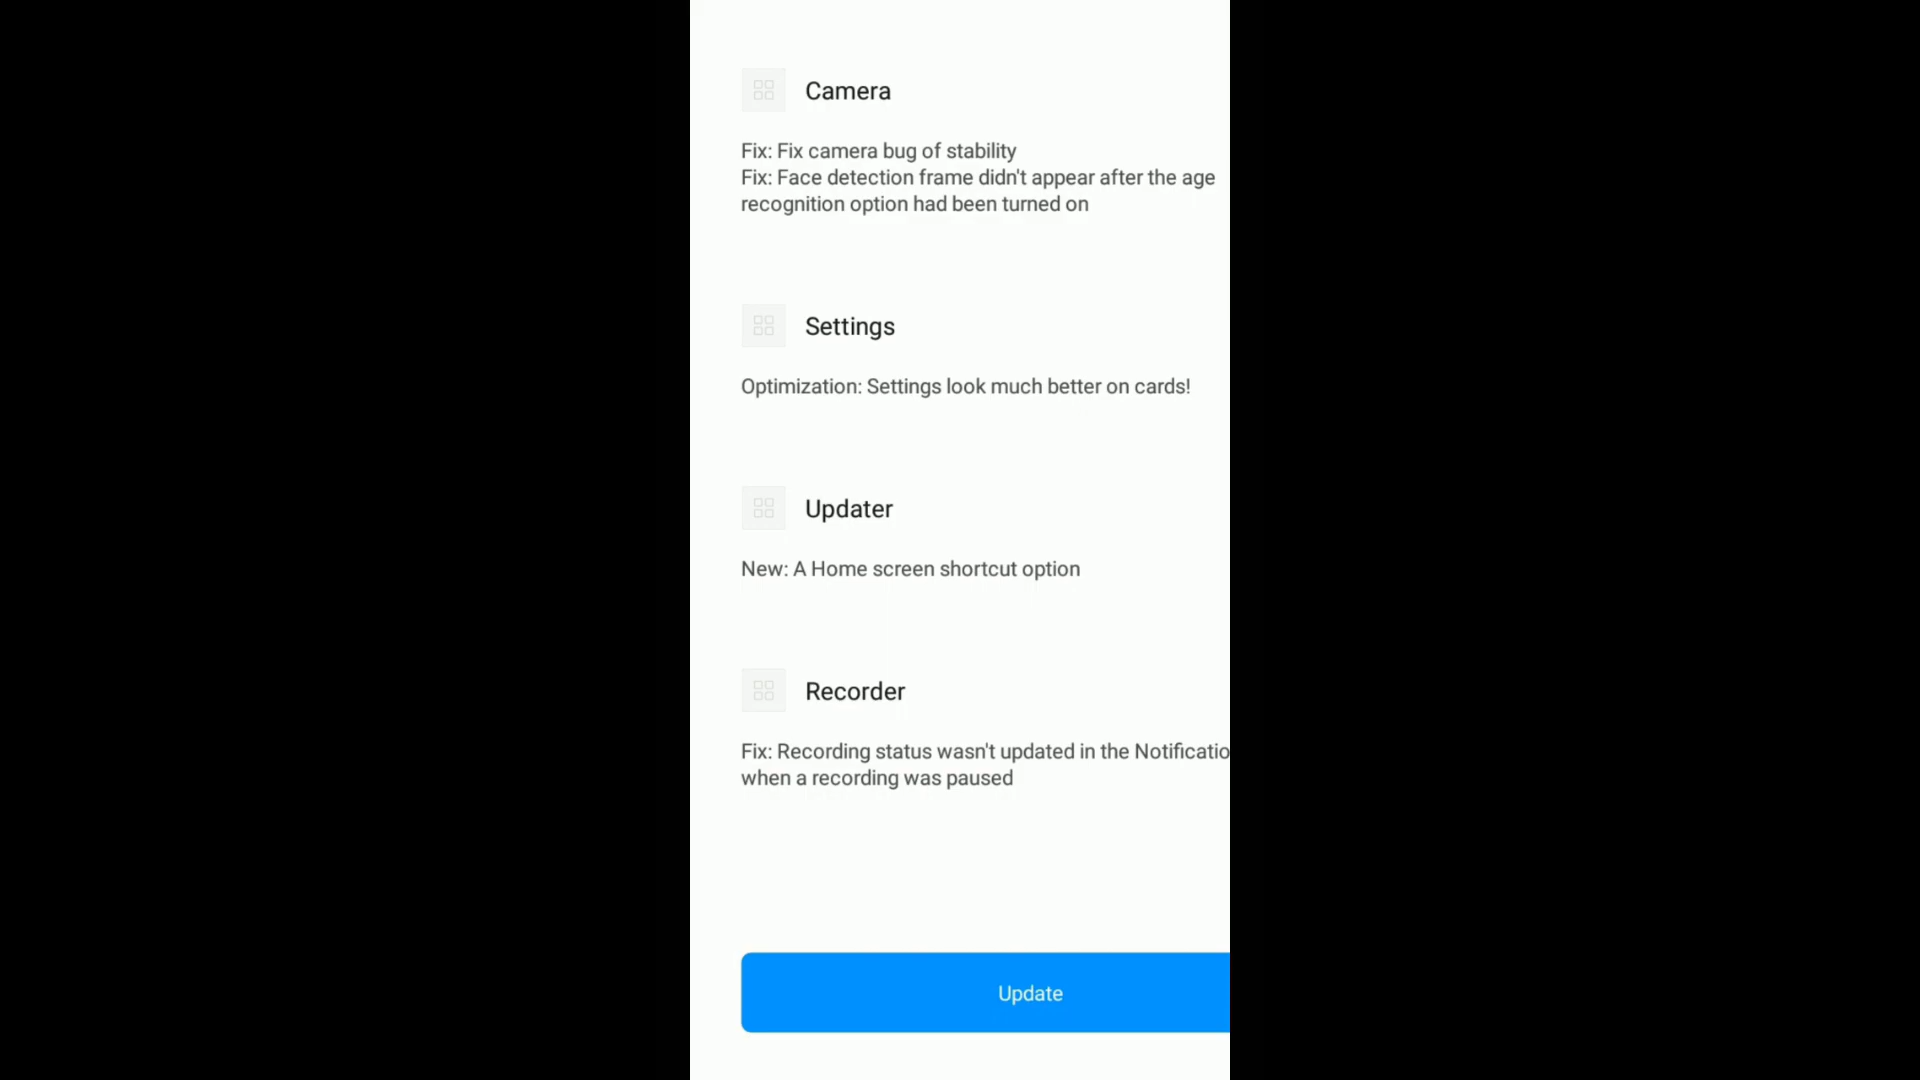 Camera
Fix: Fix camera bug of stability
Fix: Face detection frame didn't appear after the age
recognition option had been turned on
Settings
Optimization: Settings look much better on cards!
Updater
New: A Home screen shortcut option
Recorder
Fix: Recording status wasn't updated in the Notificatio
when a recording was paused
Update